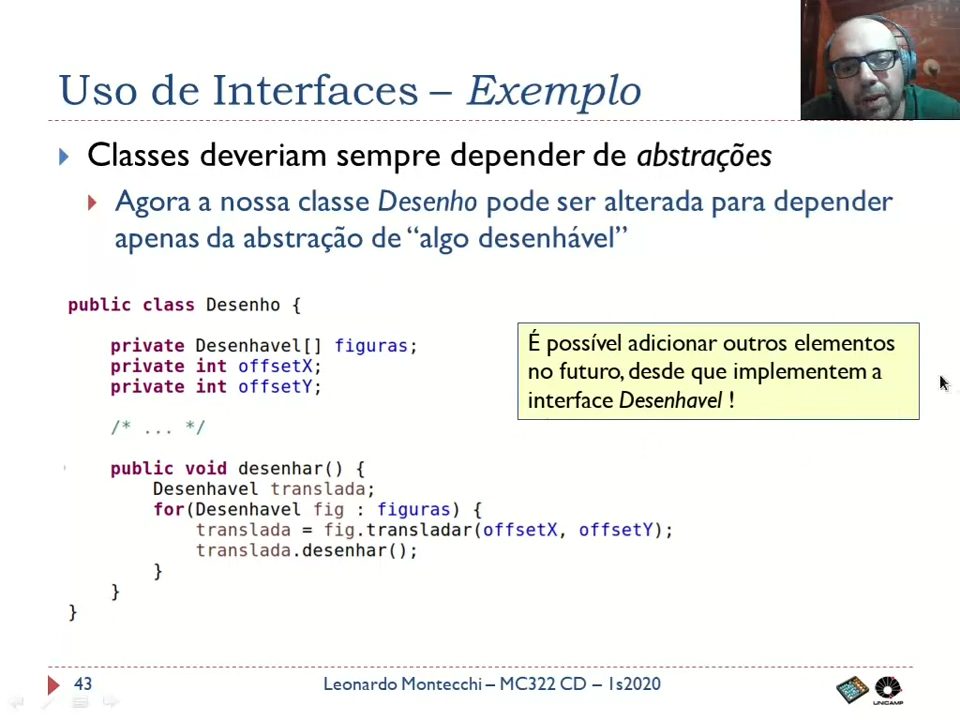 Uso de Interfaces – Exemplo
Classes deveriam sempre depender de abstrações
Agora a nossa classe Desenho pode ser alterada para depender
apenas da abstração de “algo desenhável”
public class Desenho {
private Desenhavel[] figuras;
private int offsetX;
private int offsetY;
/* ... */
public void desenhar() {
Desenhavel translada;
for(Desenhavel fig : figuras) {
translada = fig.transladar(offsetX, offsetY);
translada.desenhar();
}
}
}
É possível adicionar outros elementos
no futuro, desde que implementem a
interface Desenhavel !
43
Leonardo Montecchi – MC322 CD – 1s2020
UNICAMP